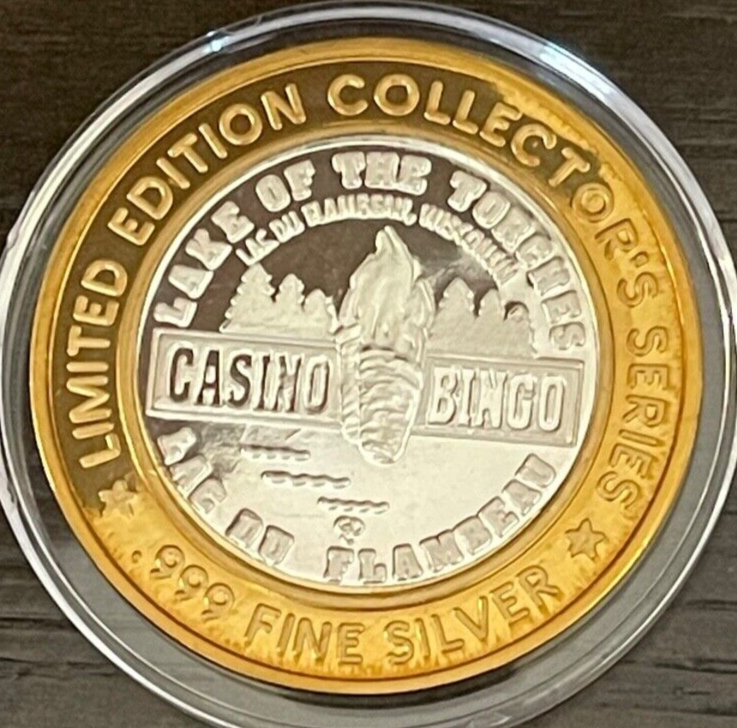 LIMITED EDITION COLLECTOR'S SERIES
LAKE OF THE TORCHES
LAC DU FLAMBEAU, WISCONSIN
CASINO BINGO
LAC DU FLAMBEAU
.999 FINE SILVER